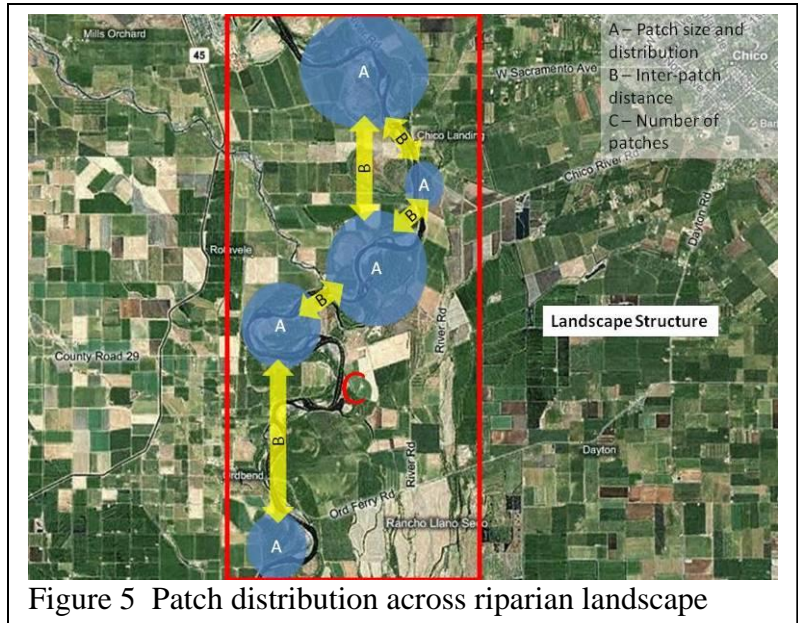 Mills Orchard
45
A – Patch size and
distribution
B – Inter-patch
distance
C – Number of
patches
Chico
W Sacramento Ave
A
Chico Landing
B
B
Chico River Rd
A
B
Dayton Rd
A
B
A
River Rd
Landscape Structure
County Road 29
C
B
Dayton
River Rd
Ordbend
Ord Ferry Rd
Rancho Llano Seco
A
Figure 5 Patch distribution across riparian landscape